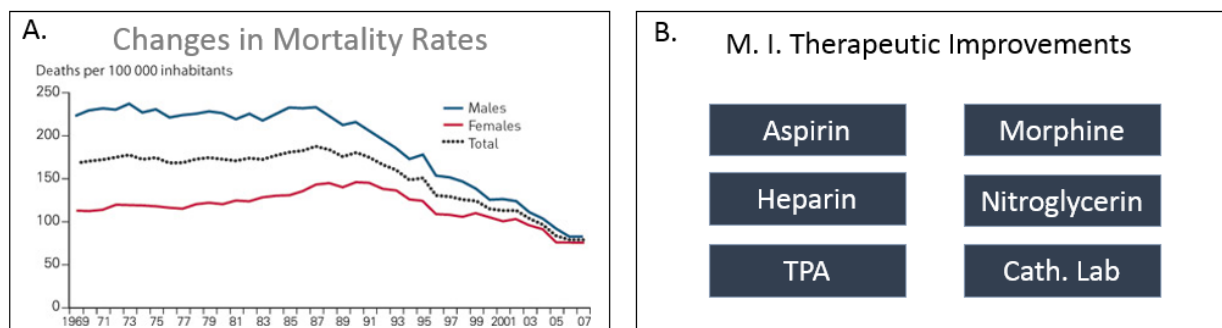 A.
Changes in Mortality Rates
Deaths per 100 000 inhabitants
250
200
150
100
50
0
Males
Females
Total
1969 71 73 75 77 79 81 83 85 87 89 91 93 95 97 99 2001 03 05 07
B.
M. I. Therapeutic Improvements
Aspirin
Morphine
Heparin
Nitroglycerin
TPA
Cath. Lab